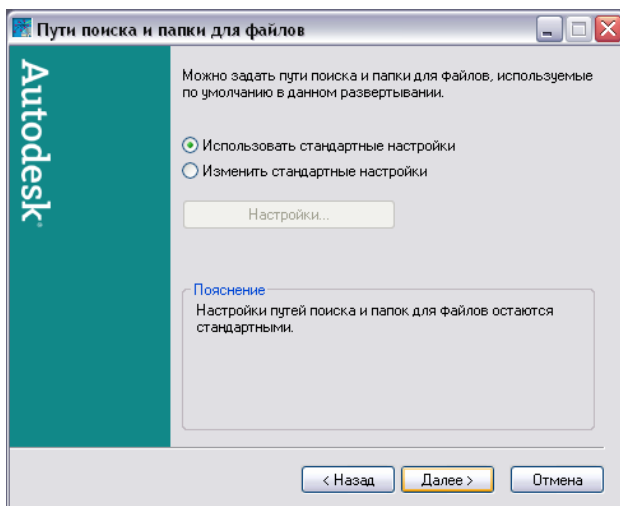 Пути поиска и папки для файлов
Autodesk
Можно задать пути поиска и папки для файлов, используемые
по умолчанию в данном развертывании.
Использовать стандартные настройки
Изменить стандартные настройки
Настройки...
Пояснение
Настройки путей поиска и папок для файлов остаются
стандартными.
< Назад
Далее >
Отмена